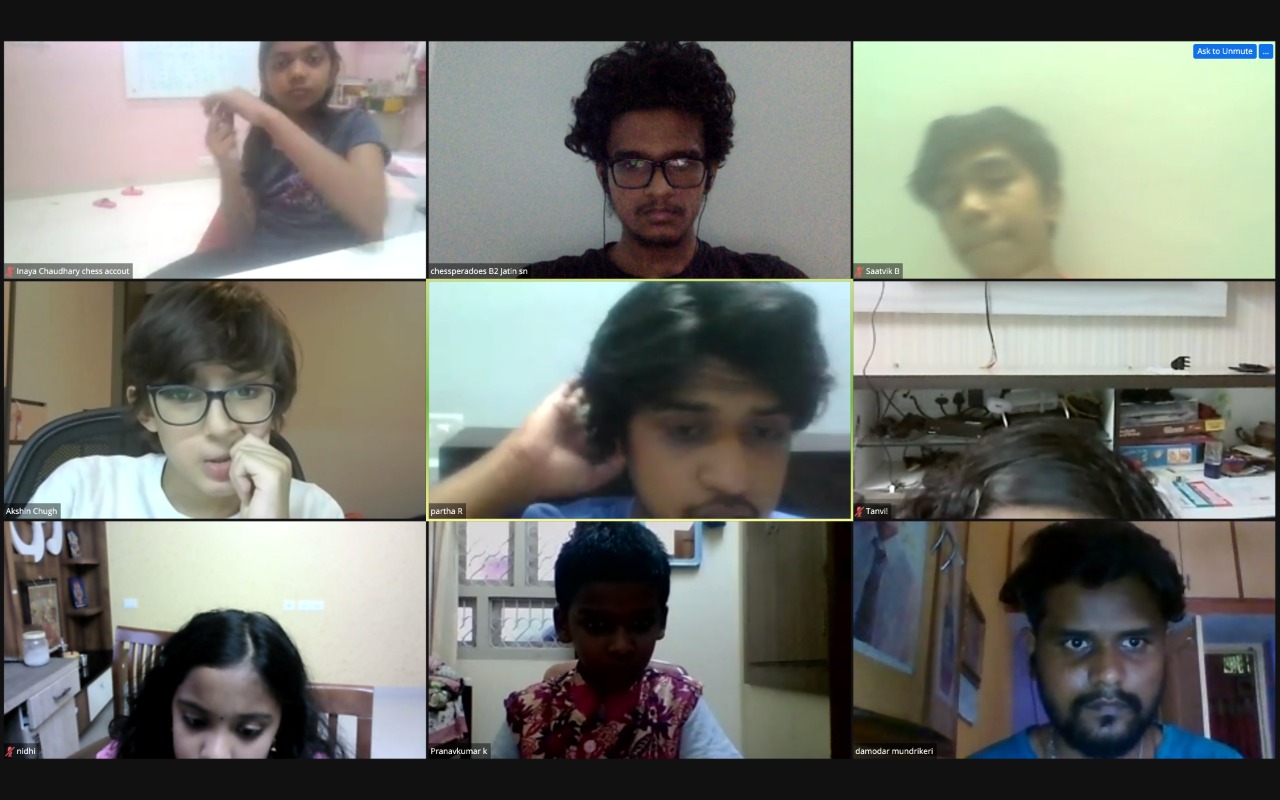 Ask to Unmute
...
Inaya Chaudhary chess accout
chessperadoes B2 Jatin sn
Saatvik B
Akshin Chugh
partha R
Tanvi!
nidhi
Pranavkumar k
damodar mundrikeri